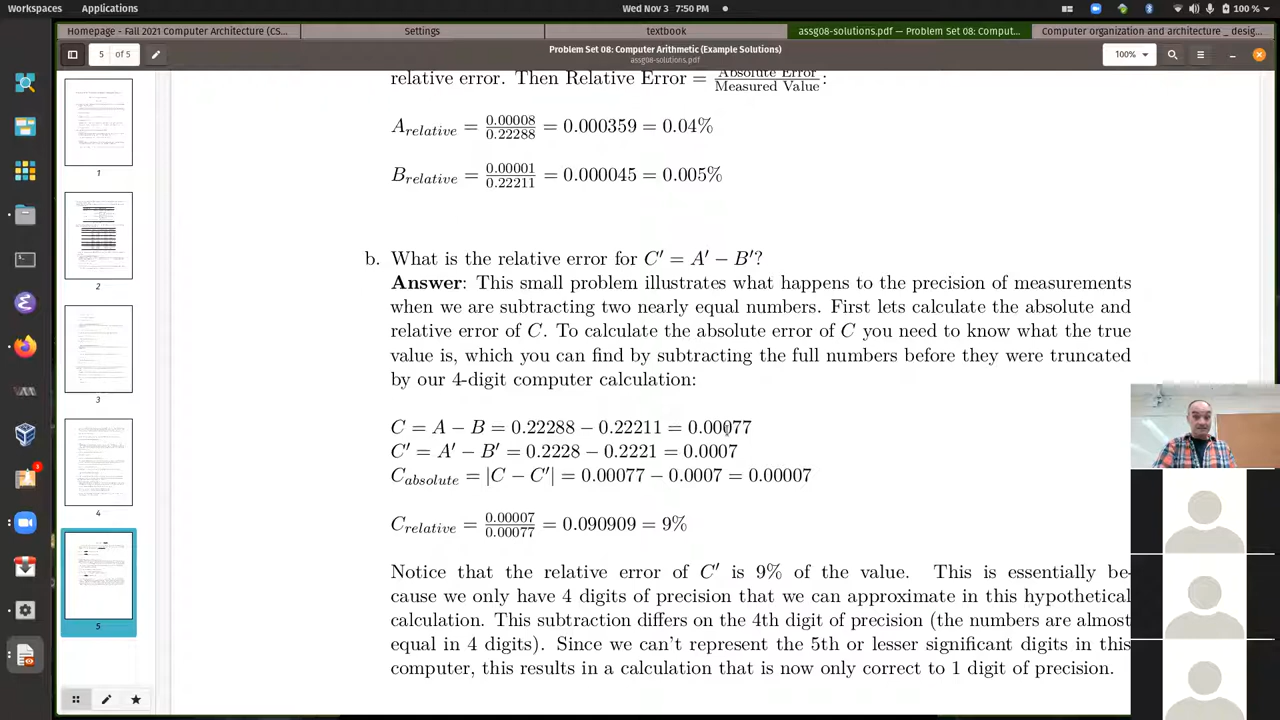 Workspaces Applications Wed Nov 3 7:50 PM 100 %
Homepage - Fall 2021 Computer Architecture (CS... Settings textbook assg08-solutions.pdf — Problem Set 08: Comput... Computer organization and architecture _ desig...
5 of 5 Problem Set 08: Computer Arithmetic (Example Solutions) 100%
assg08-solutions.pdf
relative error. Then Relative Error = Absolute Error / Measured Value :
A_relative = 0.00008 / 0.22288 = 0.000359 = 0.04%
B_relative = 0.00001 / 0.22211 = 0.000045 = 0.005%
b. What is the relative error for C′ = A′ − B′?
Answer: This small problem illustrates what happens to the precision of measurements
when we are subtracting two nearly equal numbers. First lets calculate the absolute and
relative error of C. To calculate the absolute error of C you need to know what the true
value is, which you can find by subtracting the full numbers before they were truncated
by our 4-digit computer calculation:
C = A − B = 0.22288 − 0.22211 = 0.00077
C′ = A′ − B′ = 0.2228 − 0.2221 = 0.0007
C_absolute = |C − C′| = 0.00077 − 0.0007 = 0.00007
C_relative = 0.00007 / 0.00077 = 0.090909 = 9%
Notice that the relative error of C′ is 9% of the value. This is essentially be-
cause we only have 4 digits of precision that we can approximate in this hypothetical
calculation. This subtraction differs on the 4th digit of precision (the numbers are almost
equal in 4 digits). Since we can't represent the 5th or lesser significant digits in this
computer, this results in a calculation that is now only correct to 1 digit of precision.
1
2
3
4
5
3